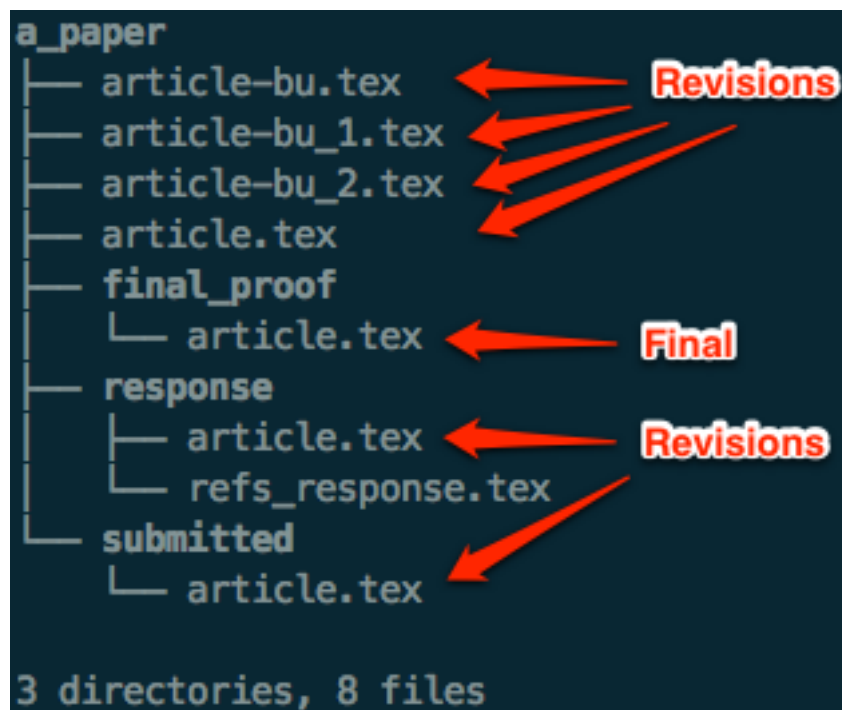 a_paper
├── article-bu.tex Revisions
├── article-bu_1.tex
├── article-bu_2.tex
├── article.tex
├── final_proof
│   └── article.tex Final
├── response
│   ├── article.tex Revisions
│   └── refs_response.tex
└── submitted
    └── article.tex
3 directories, 8 files